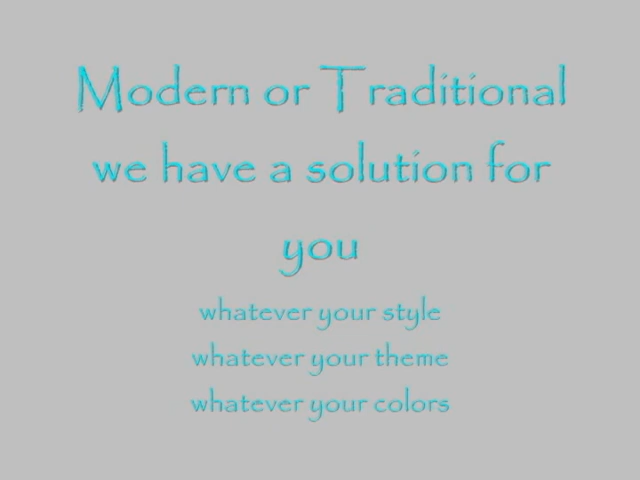 Modern or Traditional
we have a solution for
you
whatever your style
whatever your theme
whatever your colors